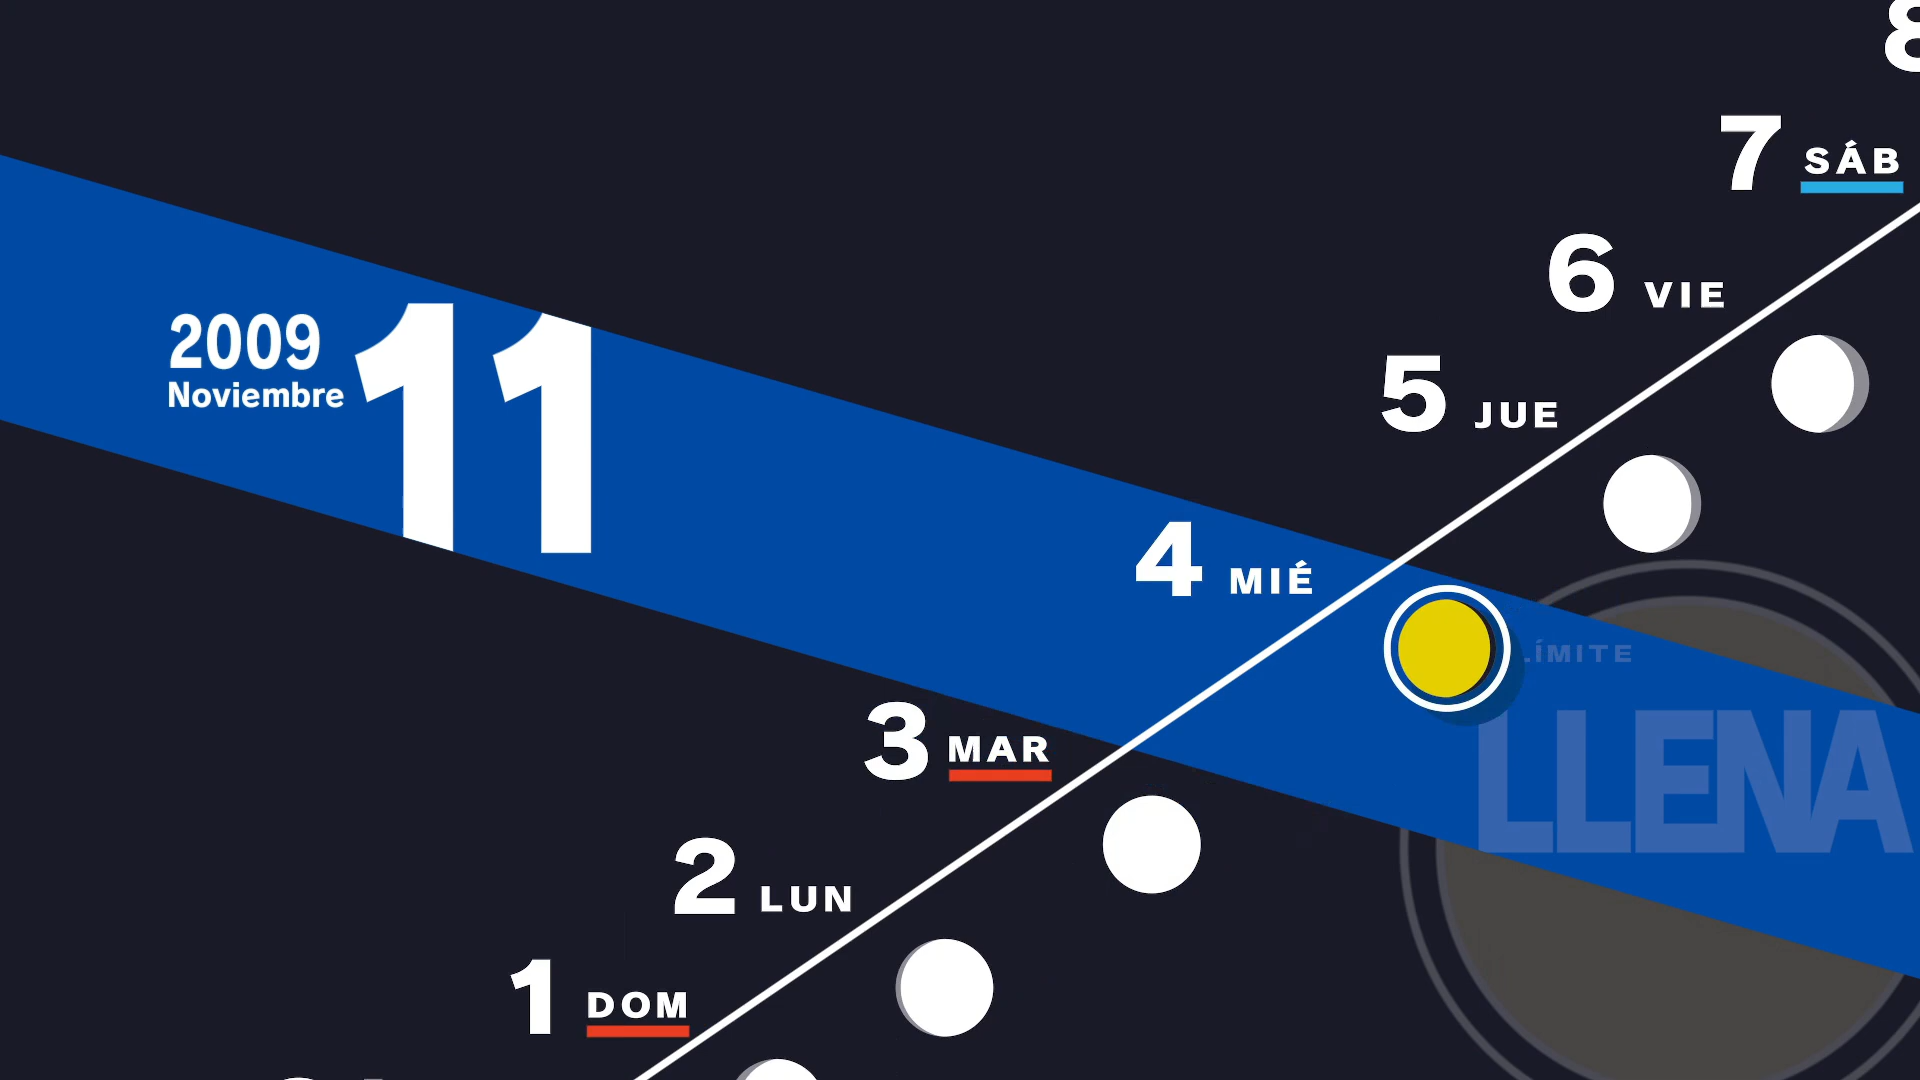 8
7 SÁB
6 VIE
2009
Noviembre
11
5 JUE
4 MIÉ
LÍMITE
LLENA
3 MAR
2 LUN
1 DOM